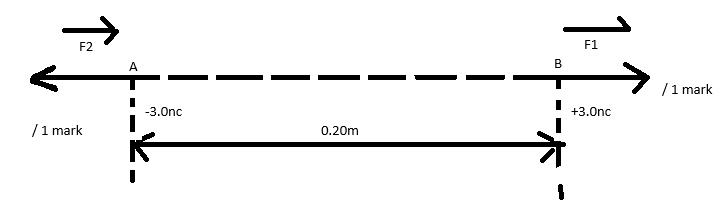 F2
F1
A
B
-3.0nc
+3.0nc
/ 1 mark
/ 1 mark
0.20m